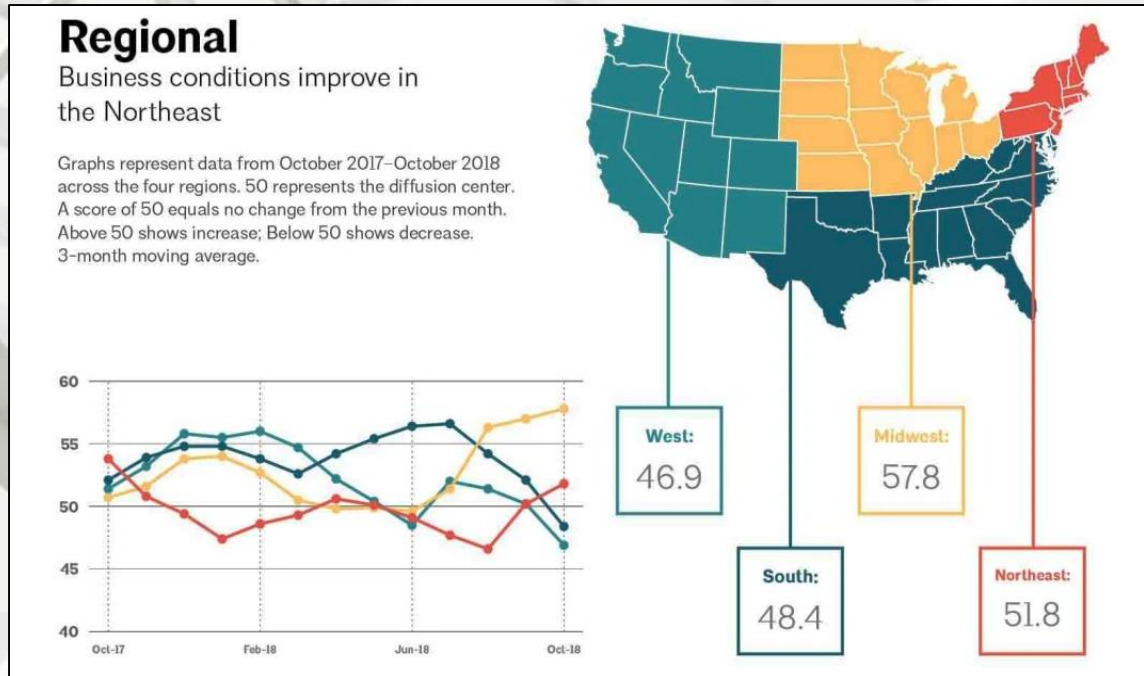 Regional
Business conditions improve in
the Northeast
Graphs represent data from October 2017–October 2018
across the four regions. 50 represents the diffusion center.
A score of 50 equals no change from the previous month.
Above 50 shows increase; Below 50 shows decrease.
3-month moving average.
60
55
50
45
40
Oct-17
Feb-18
Jun-18
Oct-18
West:
46.9
Midwest:
57.8
South:
48.4
Northeast:
51.8